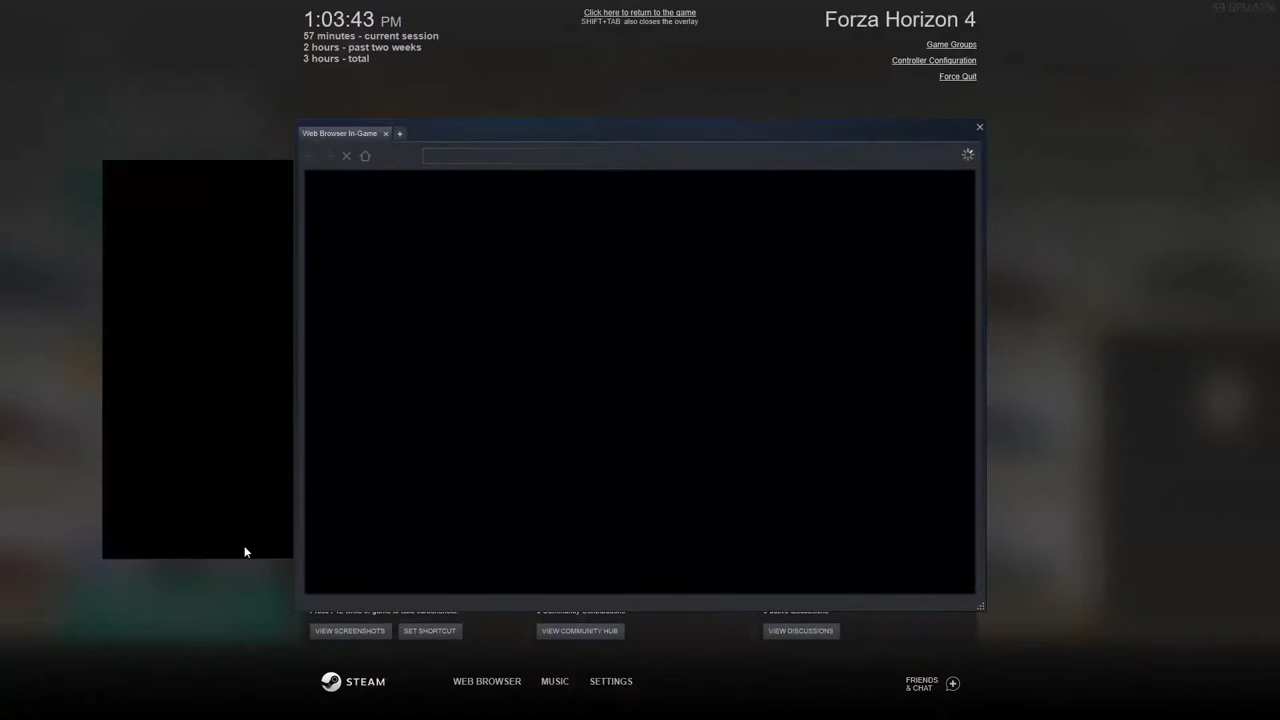 59 GPU:57%
1:03:43 PM
57 minutes - current session
2 hours - past two weeks
3 hours - total
Click here to return to the game
SHIFT+TAB also closes the overlay
Forza Horizon 4
Game Groups
Controller Configuration
Force Quit
Web Browser In-Game
VIEW SCREENSHOTS
SET SHORTCUT
VIEW COMMUNITY HUB
VIEW DISCUSSIONS
STEAM
WEB BROWSER
MUSIC
SETTINGS
FRIENDS
& CHAT